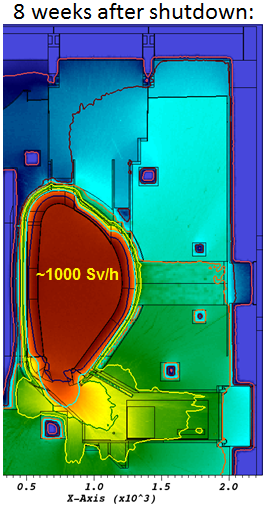 8 weeks after shutdown:
~1000 Sv/h
0.5 1.0 1.5 2.0
X-Axis (x10^3)